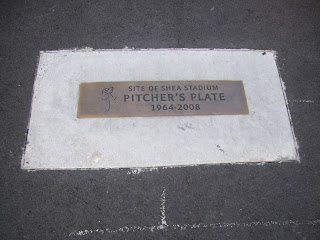 SITE OF SHEA STADIUM
PITCHER'S PLATE
1964-2008